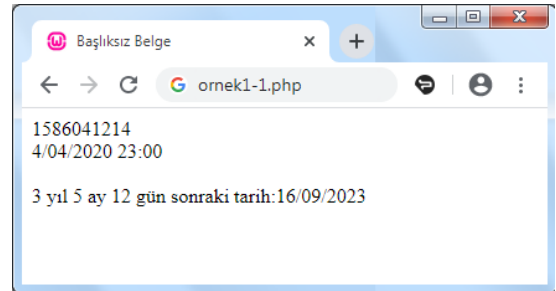 Başlıksız Belge
ornek1-1.php
1586041214
4/04/2020 23:00
3 yıl 5 ay 12 gün sonraki tarih:16/09/2023